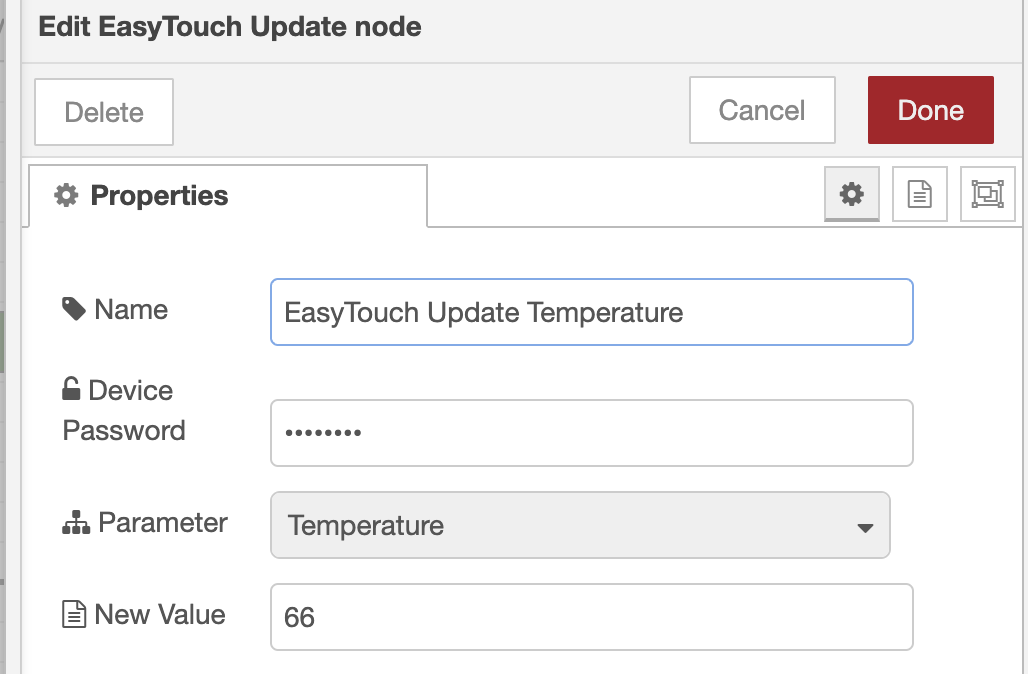 Edit EasyTouch Update node
Delete
Cancel
Done
Properties
Name
EasyTouch Update Temperature
Device
Password
••••••••
Parameter
Temperature
New Value
66